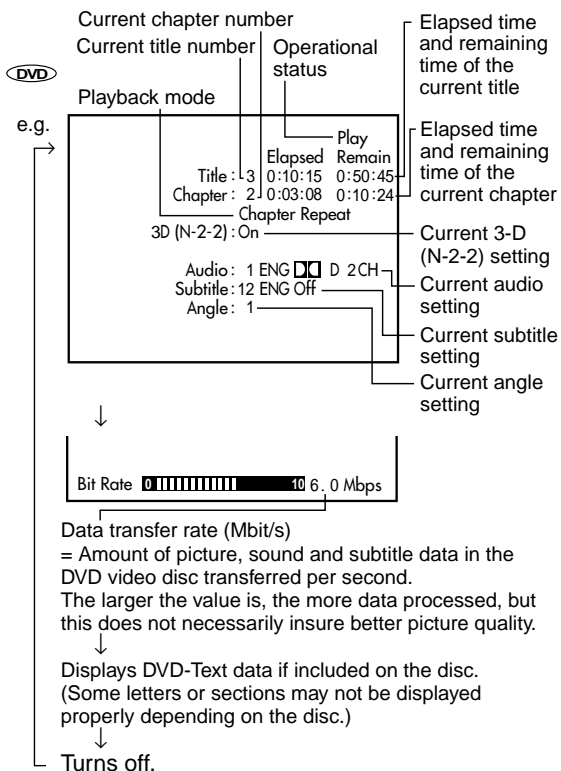 Current chapter number
Current title number
Operational
status
Elapsed time
and remaining
time of the
current title
DVD
Playback mode
e.g.
Play
Elapsed Remain
Title : 3 0:10:15 0:50:45
Chapter : 2 0:03:08 0:10:24
Chapter Repeat
3D (N-2-2) : On
Audio : 1 ENG D 2CH
Subtitle : 12 ENG Off
Angle : 1
Elapsed time
and remaining
time of the
current chapter
Current 3-D
(N-2-2) setting
Current audio
setting
Current subtitle
setting
Current angle
setting
Bit Rate 0 10 6.0 Mbps
Data transfer rate (Mbit/s)
= Amount of picture, sound and subtitle data in the
DVD video disc transferred per second.
The larger the value is, the more data processed, but
this does not necessarily insure better picture quality.
Displays DVD-Text data if included on the disc.
(Some letters or sections may not be displayed
properly depending on the disc.)
Turns off.